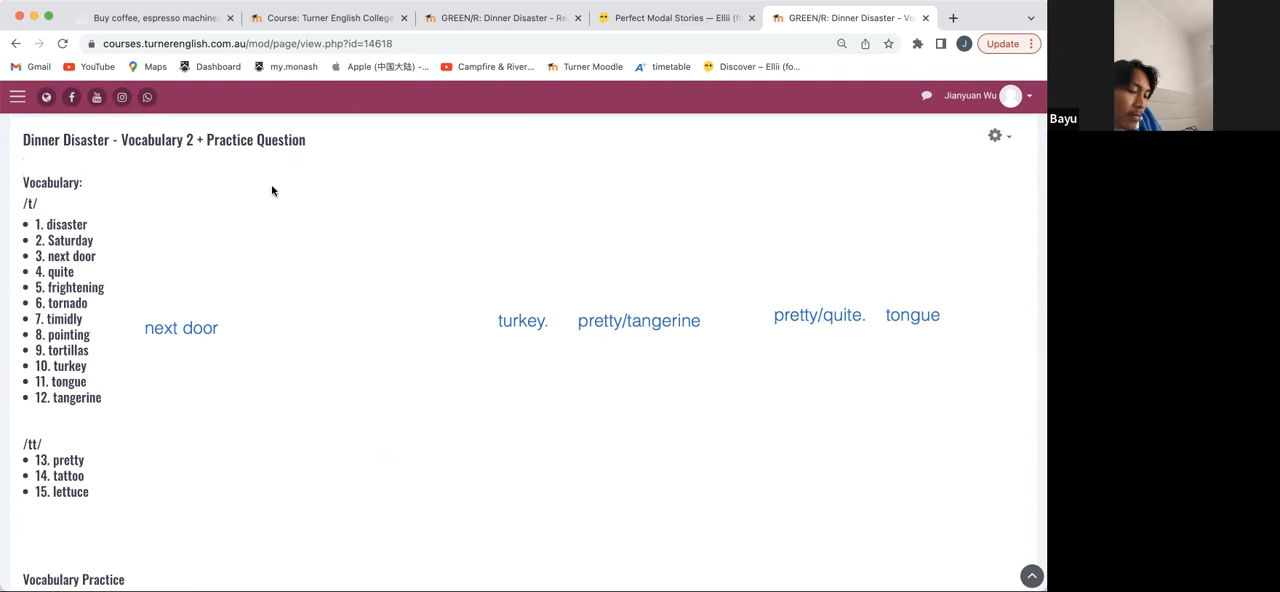 Buy coffee, espresso machine
Course: Turner English College
GREEN/R: Dinner Disaster - Re
Perfect Modal Stories — Ellii (f
GREEN/R: Dinner Disaster - Vo
courses.turnerenglish.com.au/mod/page/view.php?id=14618
J
Update
Gmail
YouTube
Maps
Dashboard
my.monash
Apple (中国大陆) -...
Campfire & River...
Turner Moodle
timetable
Discover – Ellii (fo...
Jianyuan Wu
Bayu
Dinner Disaster - Vocabulary 2 + Practice Question
Vocabulary:
/t/
• 1. disaster
• 2. Saturday
• 3. next door
• 4. quite
• 5. frightening
• 6. tornado
• 7. timidly
• 8. pointing
• 9. tortillas
• 10. turkey
• 11. tongue
• 12. tangerine
next door
turkey. pretty/tangerine
pretty/quite. tongue
/tt/
• 13. pretty
• 14. tattoo
• 15. lettuce
Vocabulary Practice